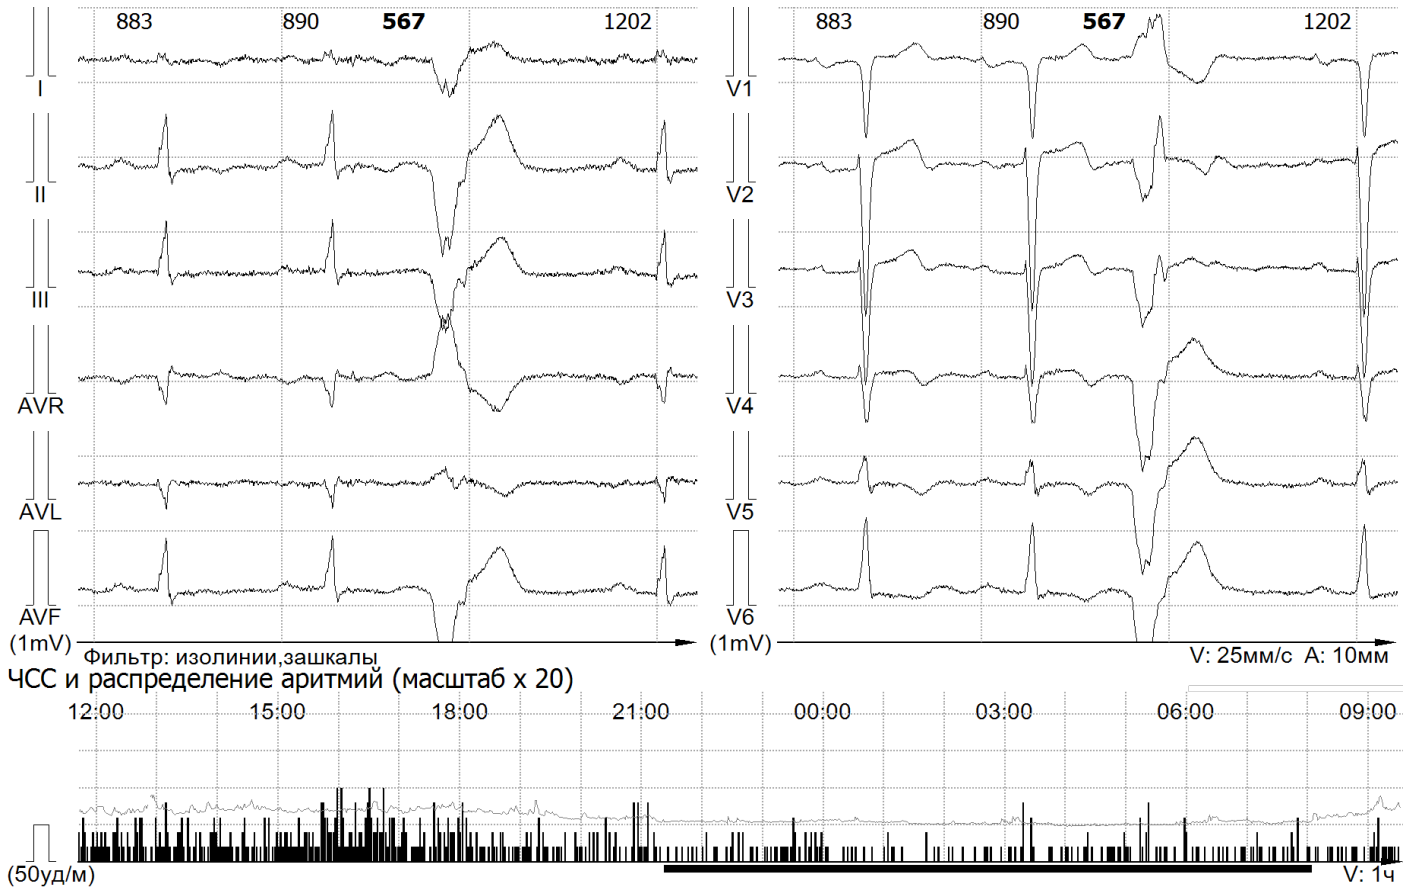 883 890 567 1202 883 890 567 1202
I V1
II V2
III V3
AVR V4
AVL V5
AVF V6
(1mV) (1mV)
Фильтр: изолинии,зашкалы V: 25мм/с A: 10мм
ЧСС и распределение аритмий (масштаб x 20)
12:00 15:00 18:00 21:00 00:00 03:00 06:00 09:00
(50уд/м) V: 1ч